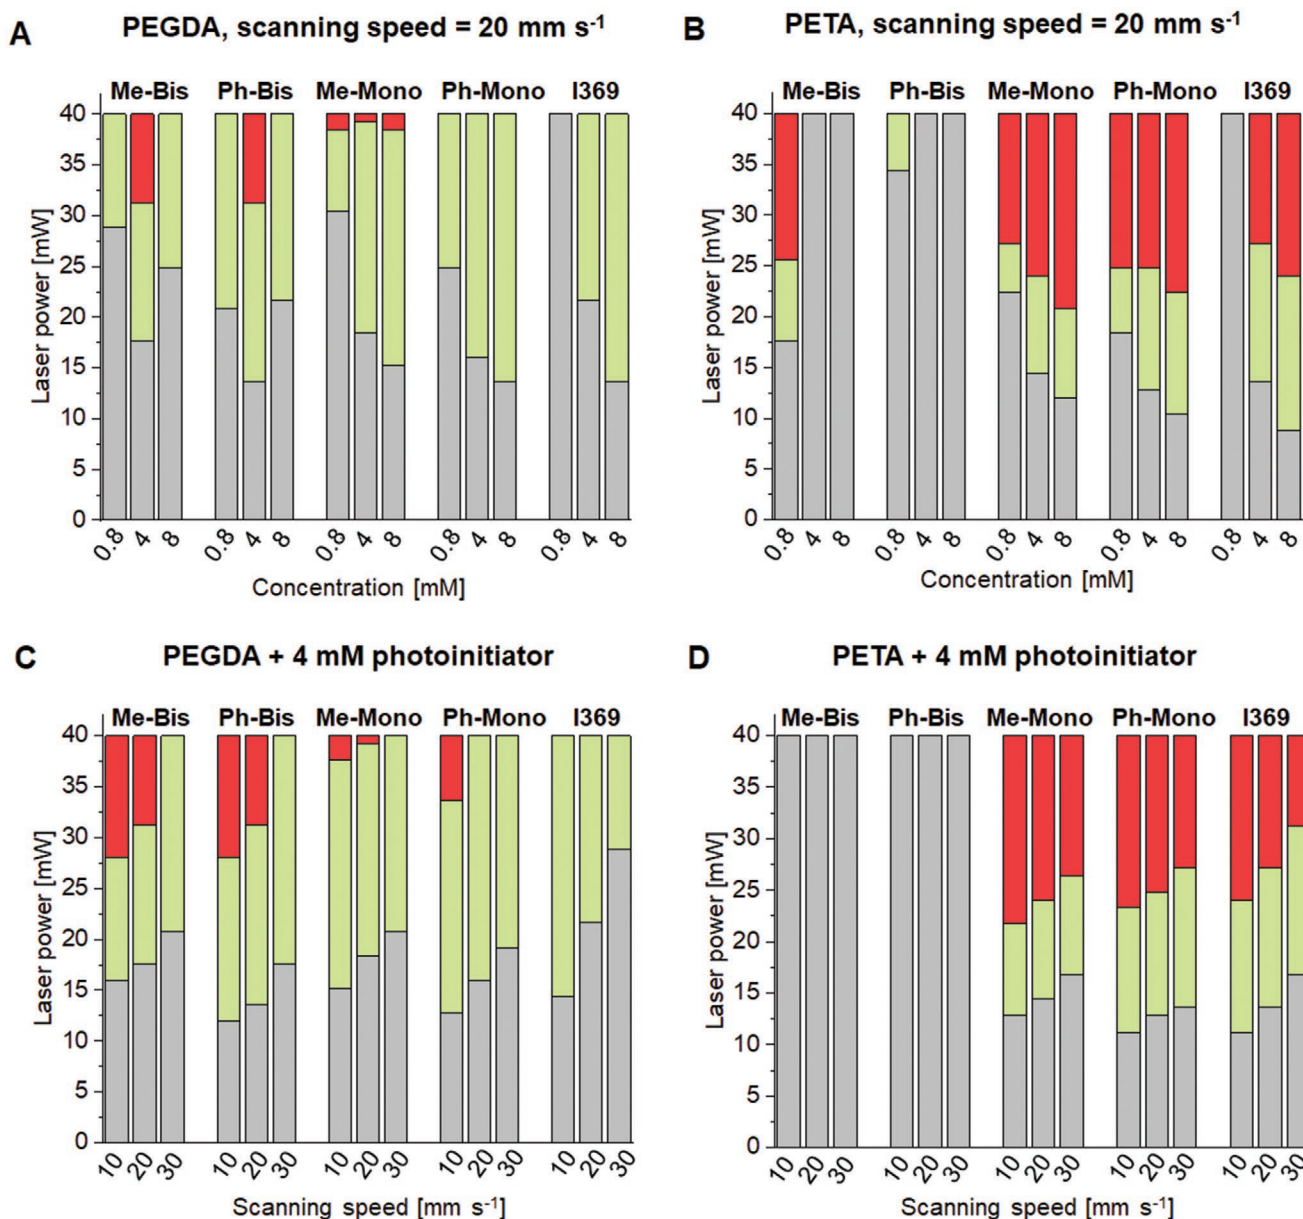 A
PEGDA, scanning speed = 20 mm s⁻¹
Me-Bis Ph-Bis Me-Mono Ph-Mono I369
Laser power [mW]
40
35
30
25
20
15
10
5
0
0.8 4 8 0.8 4 8 0.8 4 8 0.8 4 8 0.8 4 8
Concentration [mM]
B
PETA, scanning speed = 20 mm s⁻¹
Me-Bis Ph-Bis Me-Mono Ph-Mono I369
Laser power [mW]
40
35
30
25
20
15
10
5
0
0.8 4 8 0.8 4 8 0.8 4 8 0.8 4 8 0.8 4 8
Concentration [mM]
C
PEGDA + 4 mM photoinitiator
Me-Bis Ph-Bis Me-Mono Ph-Mono I369
Laser power [mW]
40
35
30
25
20
15
10
5
0
10 20 30 10 20 30 10 20 30 10 20 30 10 20 30
Scanning speed [mm s⁻¹]
D
PETA + 4 mM photoinitiator
Me-Bis Ph-Bis Me-Mono Ph-Mono I369
Laser power [mW]
40
35
30
25
20
15
10
5
0
10 20 30 10 20 30 10 20 30 10 20 30 10 20 30
Scanning speed [mm s⁻¹]